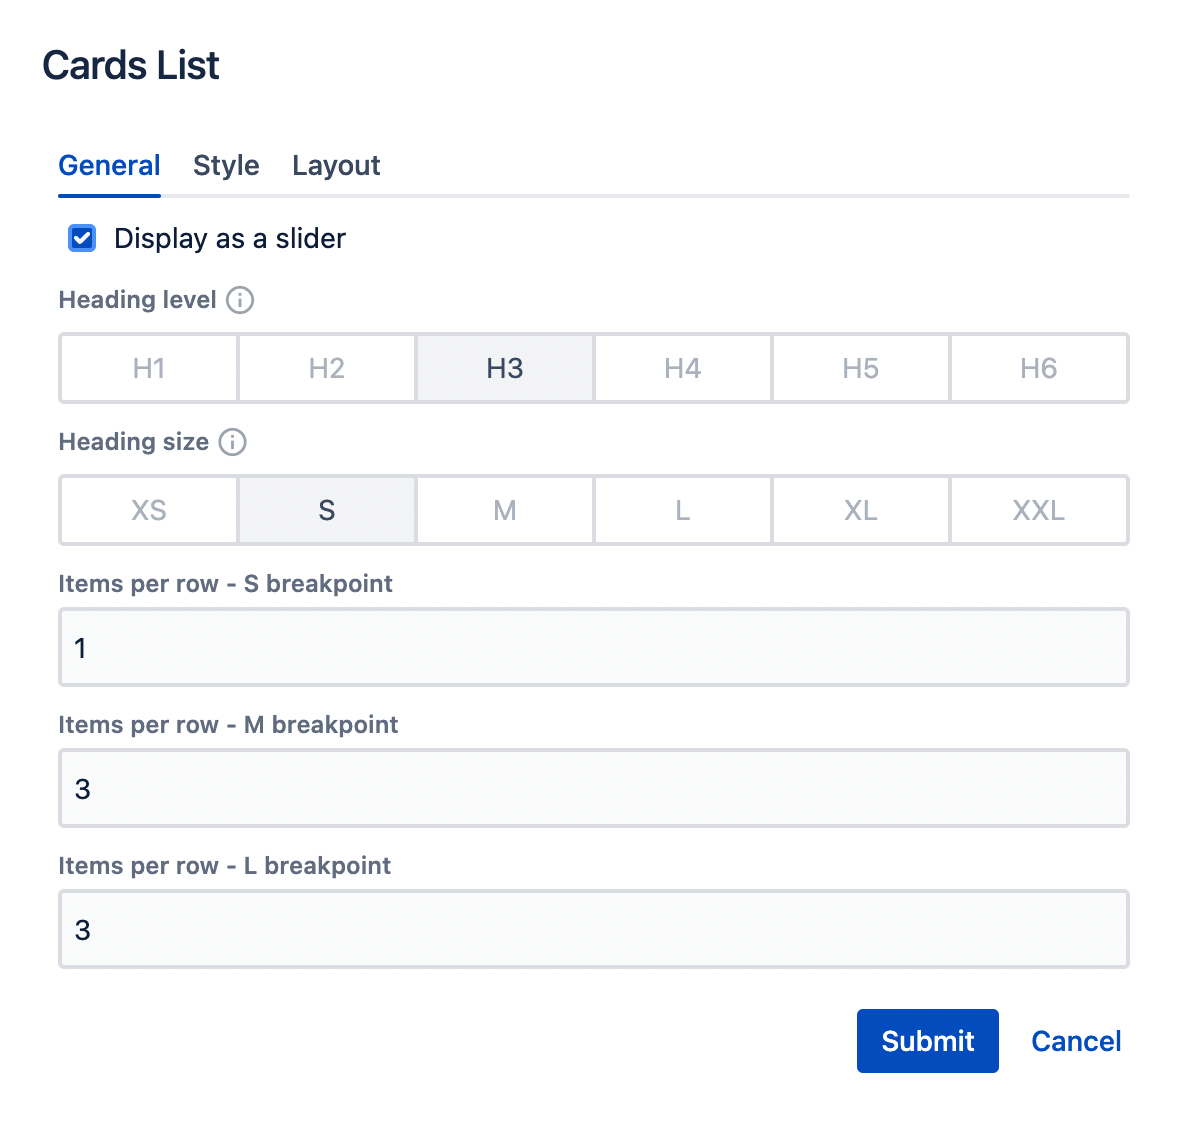 Cards List
General Style Layout
Display as a slider
Heading level
H1 H2 H3 H4 H5 H6
Heading size
XS S M L XL XXL
Items per row - S breakpoint
1
Items per row - M breakpoint
3
Items per row - L breakpoint
3
Submit Cancel